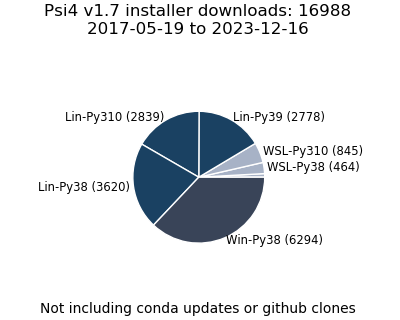 Psi4 v1.7 installer downloads: 16988
2017-05-19 to 2023-12-16
Lin-Py310 (2839)
Lin-Py39 (2778)
WSL-Py310 (845)
WSL-Py38 (464)
Lin-Py38 (3620)
Win-Py38 (6294)
Not including conda updates or github clones